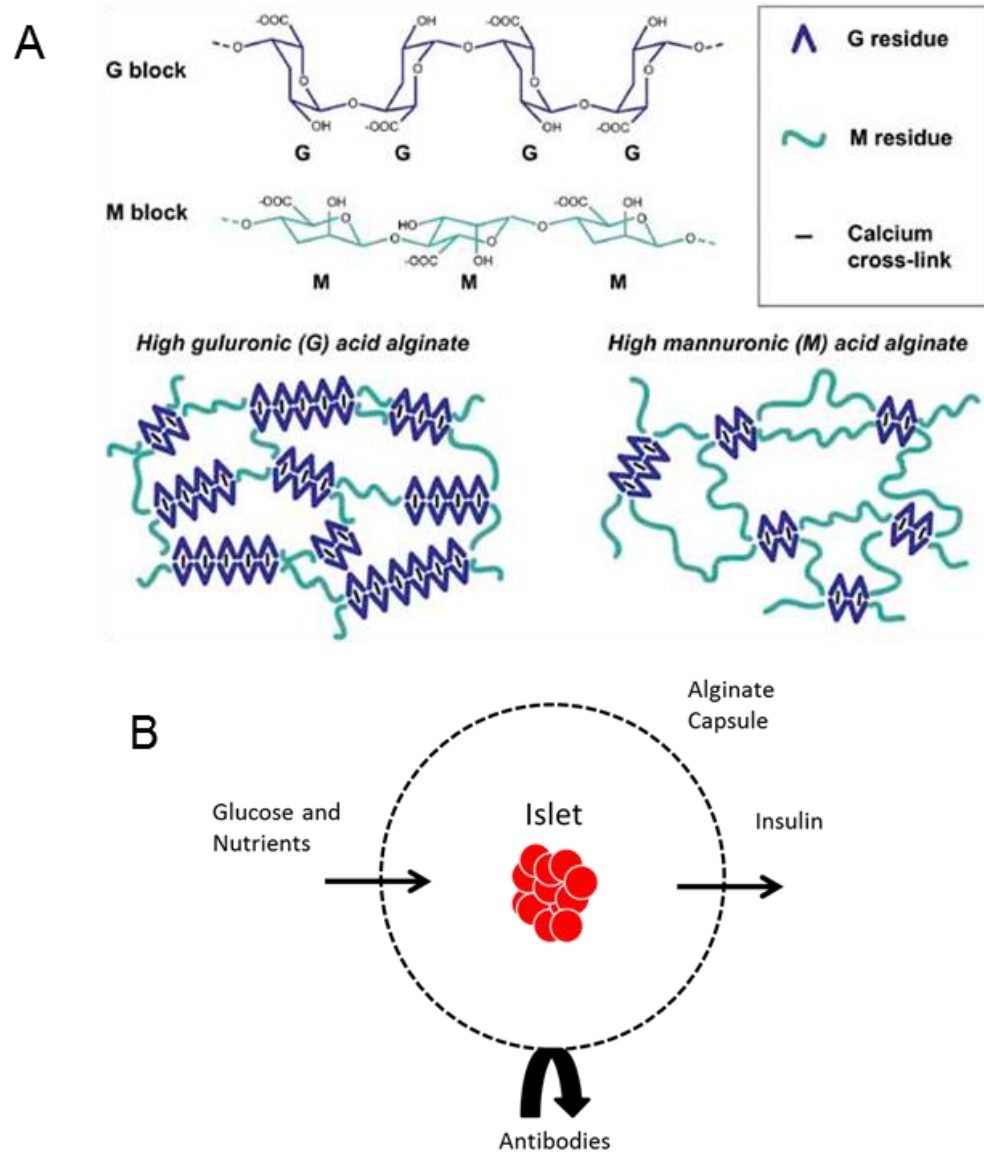 A
G block
-OOC
OH
-OOC
OH
O
O
O
O
O
O
O
O
O
OH
-OOC
OH
-OOC
G
G
G
G
M block
-OOC
OH
HO
-OOC
OH
O
O
O
O
O
O
O
-OOC
OH
M
M
M
G residue
M residue
Calcium
cross-link
High guluronic (G) acid alginate
High mannuronic (M) acid alginate
B
Alginate
Capsule
Glucose and
Nutrients
Islet
Insulin
Antibodies